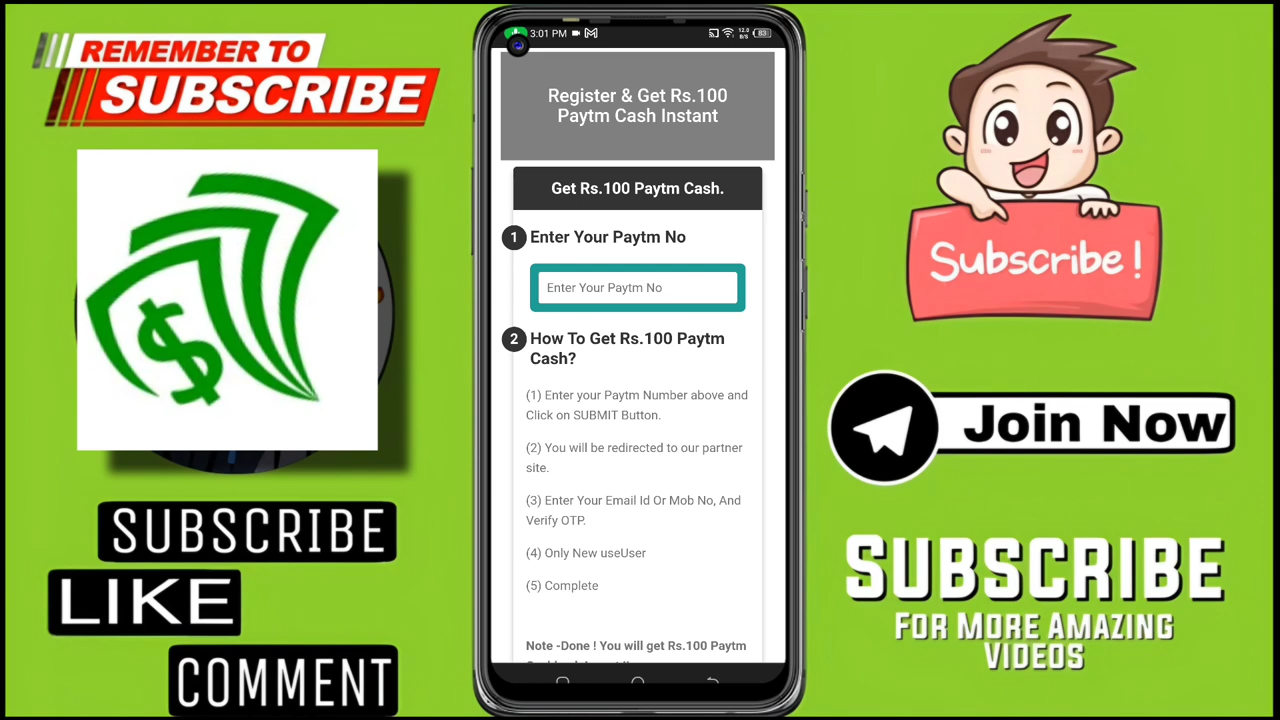 REMEMBER TO
SUBSCRIBE
$
SUBSCRIBE
LIKE
COMMENT
3:01 PM
12.0
B/S
83
Register & Get Rs.100
Paytm Cash Instant
Get Rs.100 Paytm Cash.
1 Enter Your Paytm No
Enter Your Paytm No
2 How To Get Rs.100 Paytm
Cash?
(1) Enter your Paytm Number above and
Click on SUBMIT Button.
(2) You will be redirected to our partner
site.
(3) Enter Your Email Id Or Mob No, And
Verify OTP.
(4) Only New useUser
(5) Complete
Note -Done ! You will get Rs.100 Paytm
Subscribe!
Join Now
SUBSCRIBE
FOR MORE AMAZING
VIDEOS